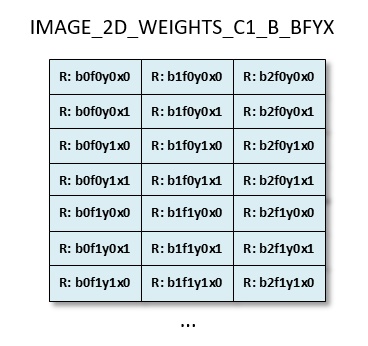 IMAGE_2D_WEIGHTS_C1_B_BFYX
R: b0f0y0x0 R: b1f0y0x0 R: b2f0y0x0
R: b0f0y0x1 R: b1f0y0x1 R: b2f0y0x1
R: b0f0y1x0 R: b1f0y1x0 R: b2f0y1x0
R: b0f0y1x1 R: b1f0y1x1 R: b2f0y1x1
R: b0f1y0x0 R: b1f1y0x0 R: b2f1y0x0
R: b0f1y0x1 R: b1f1y0x1 R: b2f1y0x1
R: b0f1y1x0 R: b1f1y1x0 R: b2f1y1x0
...